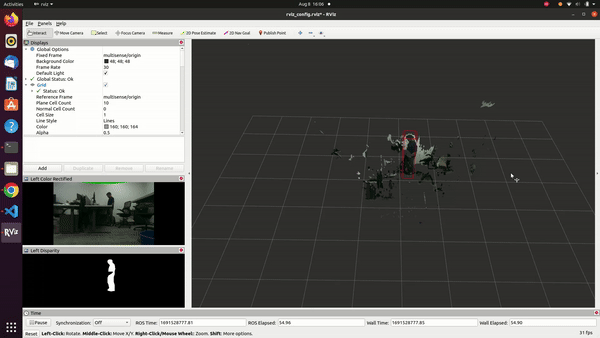 Activities rviz Aug 8 16:06
rviz_config.rviz* - RViz
File Panels Help
Interact Move Camera Select Focus Camera Measure 2D Pose Estimate 2D Nav Goal Publish Point
Displays
Global Options
Fixed Frame multisense/origin
Background Color 48; 48; 48
Frame Rate 30
Default Light
Global Status: Ok
Grid
Status: Ok
Reference Frame multisense/origin
Plane Cell Count 10
Normal Cell Count 0
Cell Size 1
Line Style Lines
Color 160; 160; 164
Alpha 0.5
Add Duplicate Remove Rename
Left Color Rectified
Left Disparity
RViz
Time
Pause Synchronization: Off ROS Time: 1691528777.81 ROS Elapsed: 54.96 Wall Time: 1691528777.85 Wall Elapsed: 54.90
Reset Left-Click: Rotate. Middle-Click: Move X/Y. Right-Click/Mouse Wheel: Zoom. Shift: More options. 31 fps